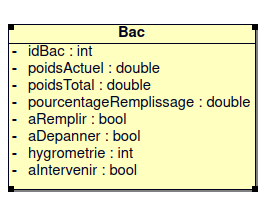 Bac
- idBac : int
- poidsActuel : double
- poidsTotal : double
- pourcentageRemplissage : double
- aRemplir : bool
- aDepanner : bool
- hygrometrie : int
- aIntervenir : bool